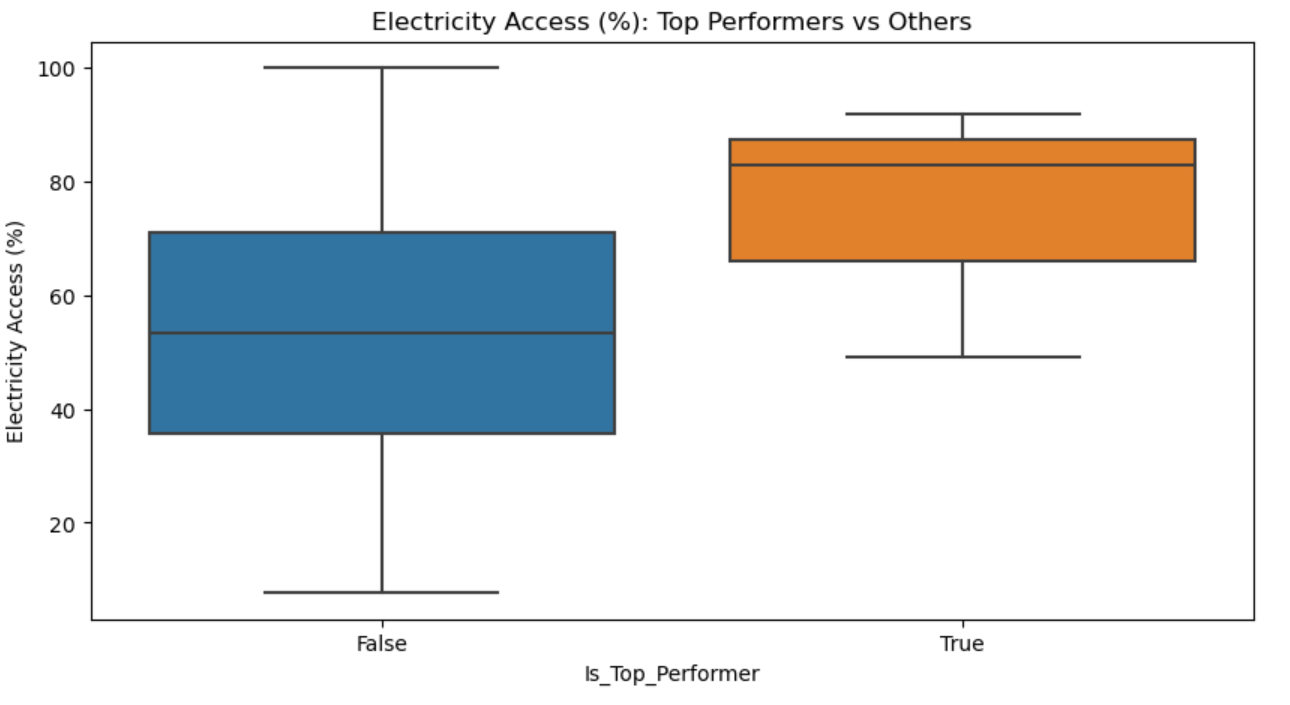 Electricity Access (%): Top Performers vs Others
Electricity Access (%)
100
80
60
40
20
False True
Is_Top_Performer